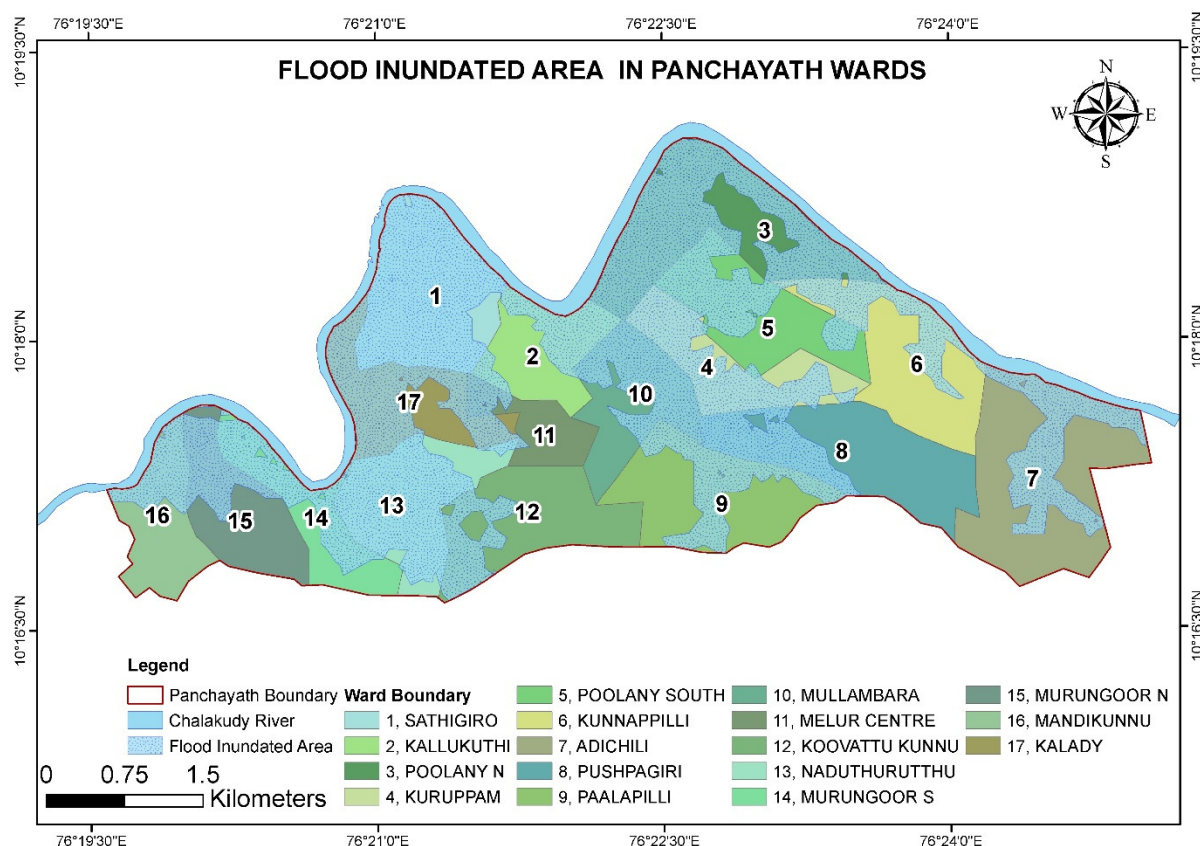 76°19'30"E 76°21'0"E 76°22'30"E 76°24'0"E
10°19'30"N 10°19'30"N
FLOOD INUNDATED AREA IN PANCHAYATH WARDS
N
W E
S
3
1
10°18'0"N 10°18'0"N
5
2
6
4
10
17
11
8
7
9
13
12
16
15
14
10°16'30"N 10°16'30"N
Legend
Panchayath Boundary
Chalakudy River
Flood Inundated Area
0 0.75 1.5
Kilometers
Ward Boundary
1, SATHIGIRO
2, KALLUKUTHI
3, POOLANY N
4, KURUPPAM
5, POOLANY SOUTH
6, KUNNAPPILLI
7, ADICHILI
8, PUSHPAGIRI
9, PAALAPILLI
10, MULLAMBARA
11, MELUR CENTRE
12, KOOVATTU KUNNU
13, NADUTHURUTTHU
14, MURUNGOOR S
15, MURUNGOOR N
16, MANDIKUNNU
17, KALADY
76°19'30"E 76°21'0"E 76°22'30"E 76°24'0"E